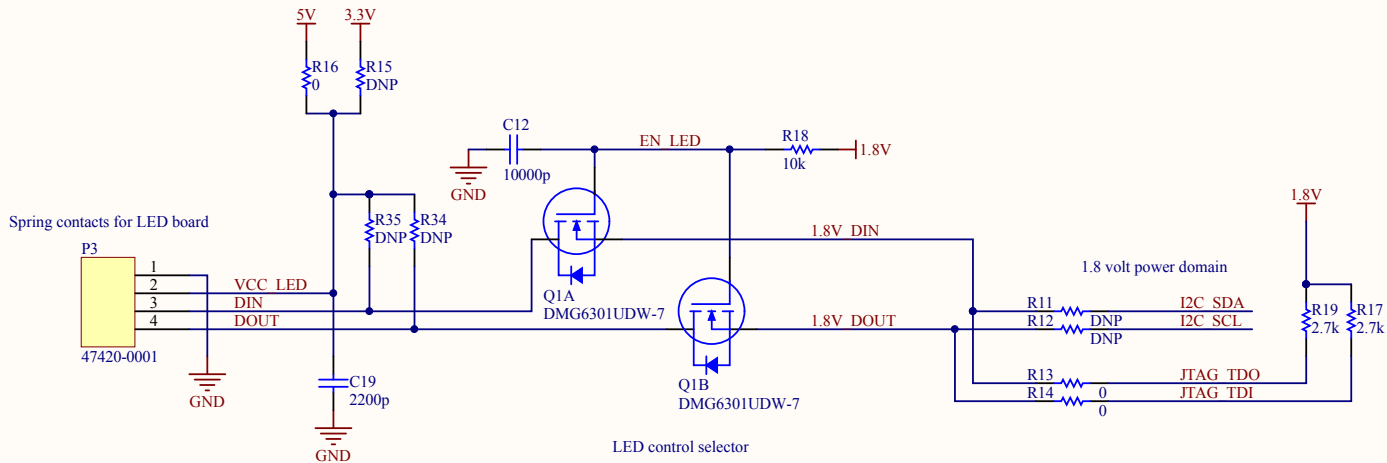 5V
3.3V
R16
0
R15
DNP
C12
10000p
GND
EN_LED
R18
10k
1.8V
Spring contacts for LED board
P3
1
2
3
4
47420-0001
VCC_LED
DIN
DOUT
GND
R35
DNP
R34
DNP
C19
2200p
GND
Q1A
DMG6301UDW-7
Q1B
DMG6301UDW-7
1.8V_DIN
1.8V_DOUT
1.8 volt power domain
R11
DNP
I2C_SDA
R12
DNP
I2C_SCL
R13
0
JTAG_TDO
R14
0
JTAG_TDI
1.8V
R19
2.7k
R17
2.7k
LED control selector